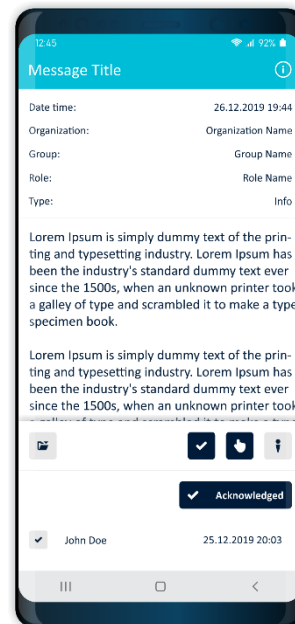 12:45 92%
Message Title
Date time: 26.12.2019 19:44
Organization: Organization Name
Group: Group Name
Role: Role Name
Type: Info
Lorem Ipsum is simply dummy text of the prin-
ting and typesetting industry. Lorem Ipsum has
been the industry's standard dummy text ever
since the 1500s, when an unknown printer took
a galley of type and scrambled it to make a type
specimen book.
Lorem Ipsum is simply dummy text of the prin-
ting and typesetting industry. Lorem Ipsum has
been the industry's standard dummy text ever
since the 1500s, when an unknown printer took
Acknowledged
John Doe 25.12.2019 20:03